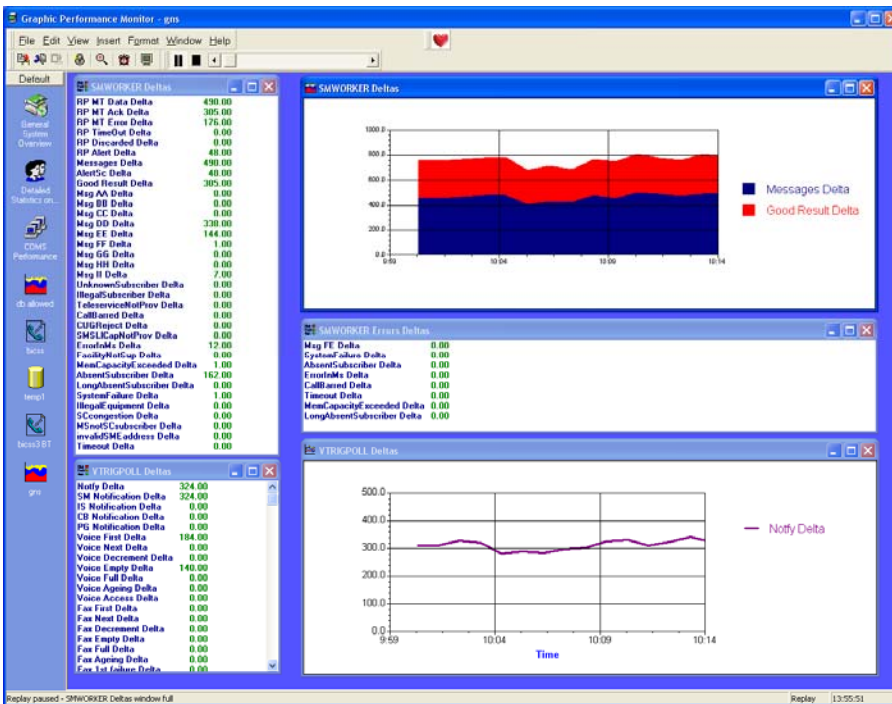 Graphic Performance Monitor - gns
File Edit View Insert Format Window Help
Default
General System Overview
Detailed Statistics on...
COMS Performance
db allowed
bicss
temp1
bicss3 BT
gns
SMWORKER Deltas
RP MT Data Delta 490.00
RP MT Ack Delta 305.00
RP MT Error Delta 176.00
RP TimeOut Delta 0.00
RP Discarded Delta 0.00
RP Alert Delta 48.00
Messages Delta 490.00
AlertSc Delta 48.00
Good Result Delta 305.00
Msg AA Delta 0.00
Msg BB Delta 0.00
Msg CC Delta 0.00
Msg DD Delta 338.00
Msg EE Delta 144.00
Msg FF Delta 1.00
Msg GG Delta 0.00
Msg HH Delta 0.00
Msg II Delta 7.00
UnknownSubscriber Delta 0.00
IllegalSubscriber Delta 0.00
TeleserviceNotProv Delta 0.00
CallBarred Delta 0.00
CUGReject Delta 0.00
SMSLICapNotProv Delta 0.00
ErrorInMs Delta 12.00
FacilityNotSup Delta 0.00
MemCapacityExceeded Delta 1.00
AbsentSubscriber Delta 162.00
LongAbsentSubscriber Delta 0.00
SystemFailure Delta 1.00
IllegalEquipment Delta 0.00
SCcongestion Delta 0.00
MSnotSCsubscriber Delta 0.00
invalidSMEaddress Delta 0.00
Timeout Delta 0.00
VTRIGPOLL Deltas
Notfy Delta 324.00
SM Notification Delta 324.00
IS Notification Delta 0.00
CB Notification Delta 0.00
PG Notification Delta 0.00
Voice First Delta 184.00
Voice Next Delta 0.00
Voice Decrement Delta 0.00
Voice Empty Delta 140.00
Voice Full Delta 0.00
Voice Ageing Delta 0.00
Voice Access Delta 0.00
Fax First Delta 0.00
Fax Next Delta 0.00
Fax Decrement Delta 0.00
Fax Empty Delta 0.00
Fax Full Delta 0.00
Fax Ageing Delta 0.00
Fax 1st failure Delta 0.00
SMWORKER Deltas
1000.0
800.0
600.0
400.0
200.0
0.0
9:59 10:04 10:09 10:14
Messages Delta
Good Result Delta
SMWORKER Errors Deltas
Msg FE Delta 0.00
SystemFailure Delta 0.00
AbsentSubscriber Delta 0.00
ErrorInMs Delta 0.00
CallBarred Delta 0.00
Timeout Delta 0.00
MemCapacityExceeded Delta 0.00
LongAbsentSubscriber Delta 0.00
VTRIGPOLL Deltas
500.0
400.0
300.0
200.0
100.0
0.0
9:59 10:04 10:09 10:14
Time
Notfy Delta
Replay paused - SMWORKER Deltas window full
Replay 13:55:51